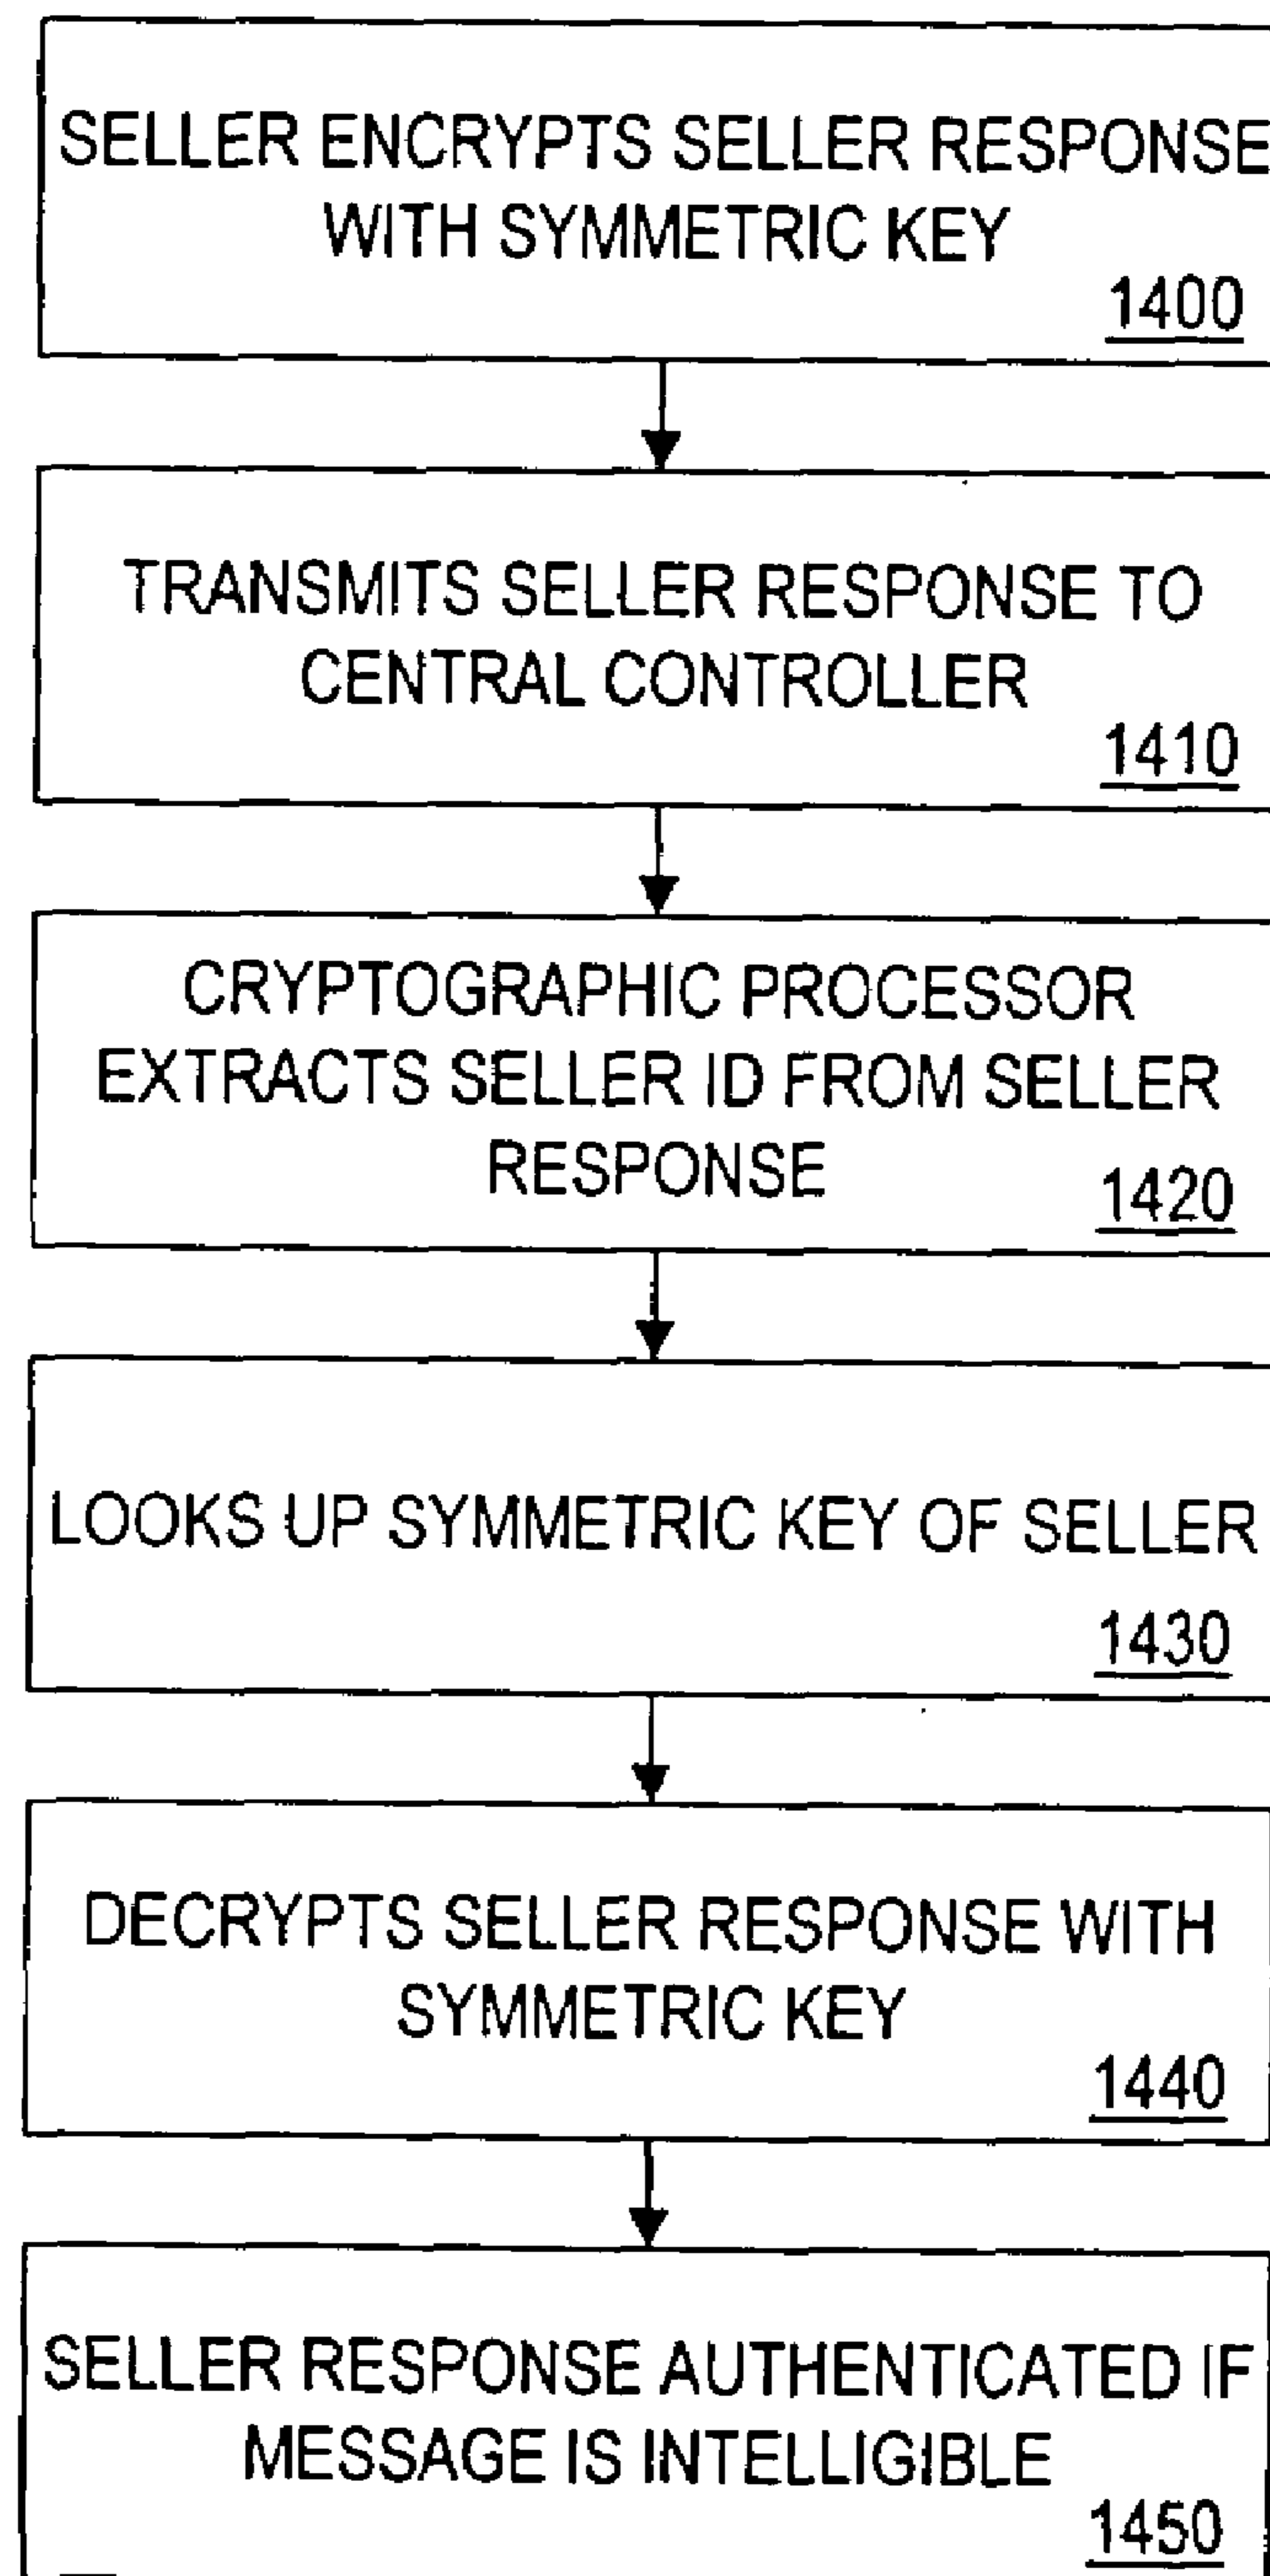 SELLER ENCRYPTS SELLER RESPONSE
WITH SYMMETRIC KEY
1400
TRANSMITS SELLER RESPONSE TO
CENTRAL CONTROLLER
1410
CRYPTOGRAPHIC PROCESSOR
EXTRACTS SELLER ID FROM SELLER
RESPONSE
1420
LOOKS UP SYMMETRIC KEY OF SELLER
1430
DECRYPTS SELLER RESPONSE WITH
SYMMETRIC KEY
1440
SELLER RESPONSE AUTHENTICATED IF
MESSAGE IS INTELLIGIBLE
1450